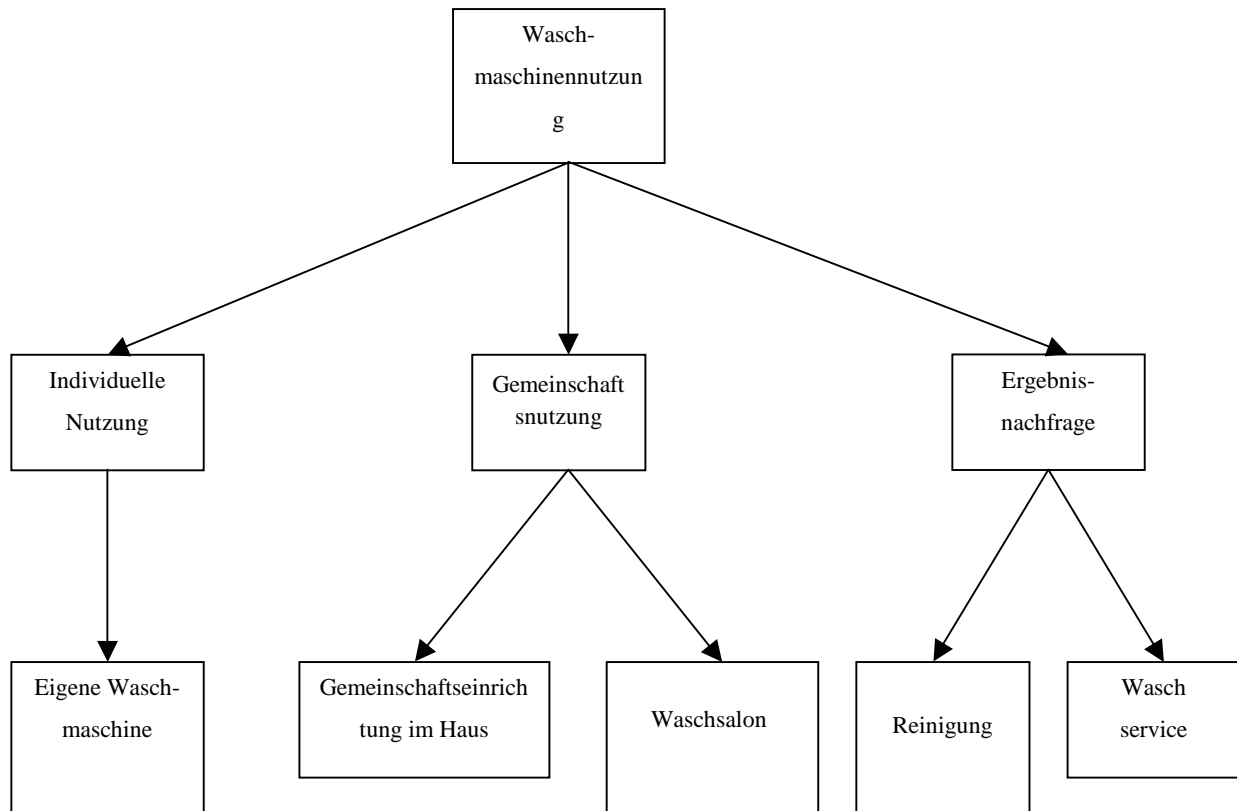 Wasch-
maschinennutzun
g
Individuelle
Nutzung
Gemeinschaft
snutzung
Ergebnis-
nachfrage
Eigene Wasch-
maschine
Gemeinschaftseinrich
tung im Haus
Waschsalon
Reinigung
Wasch
service